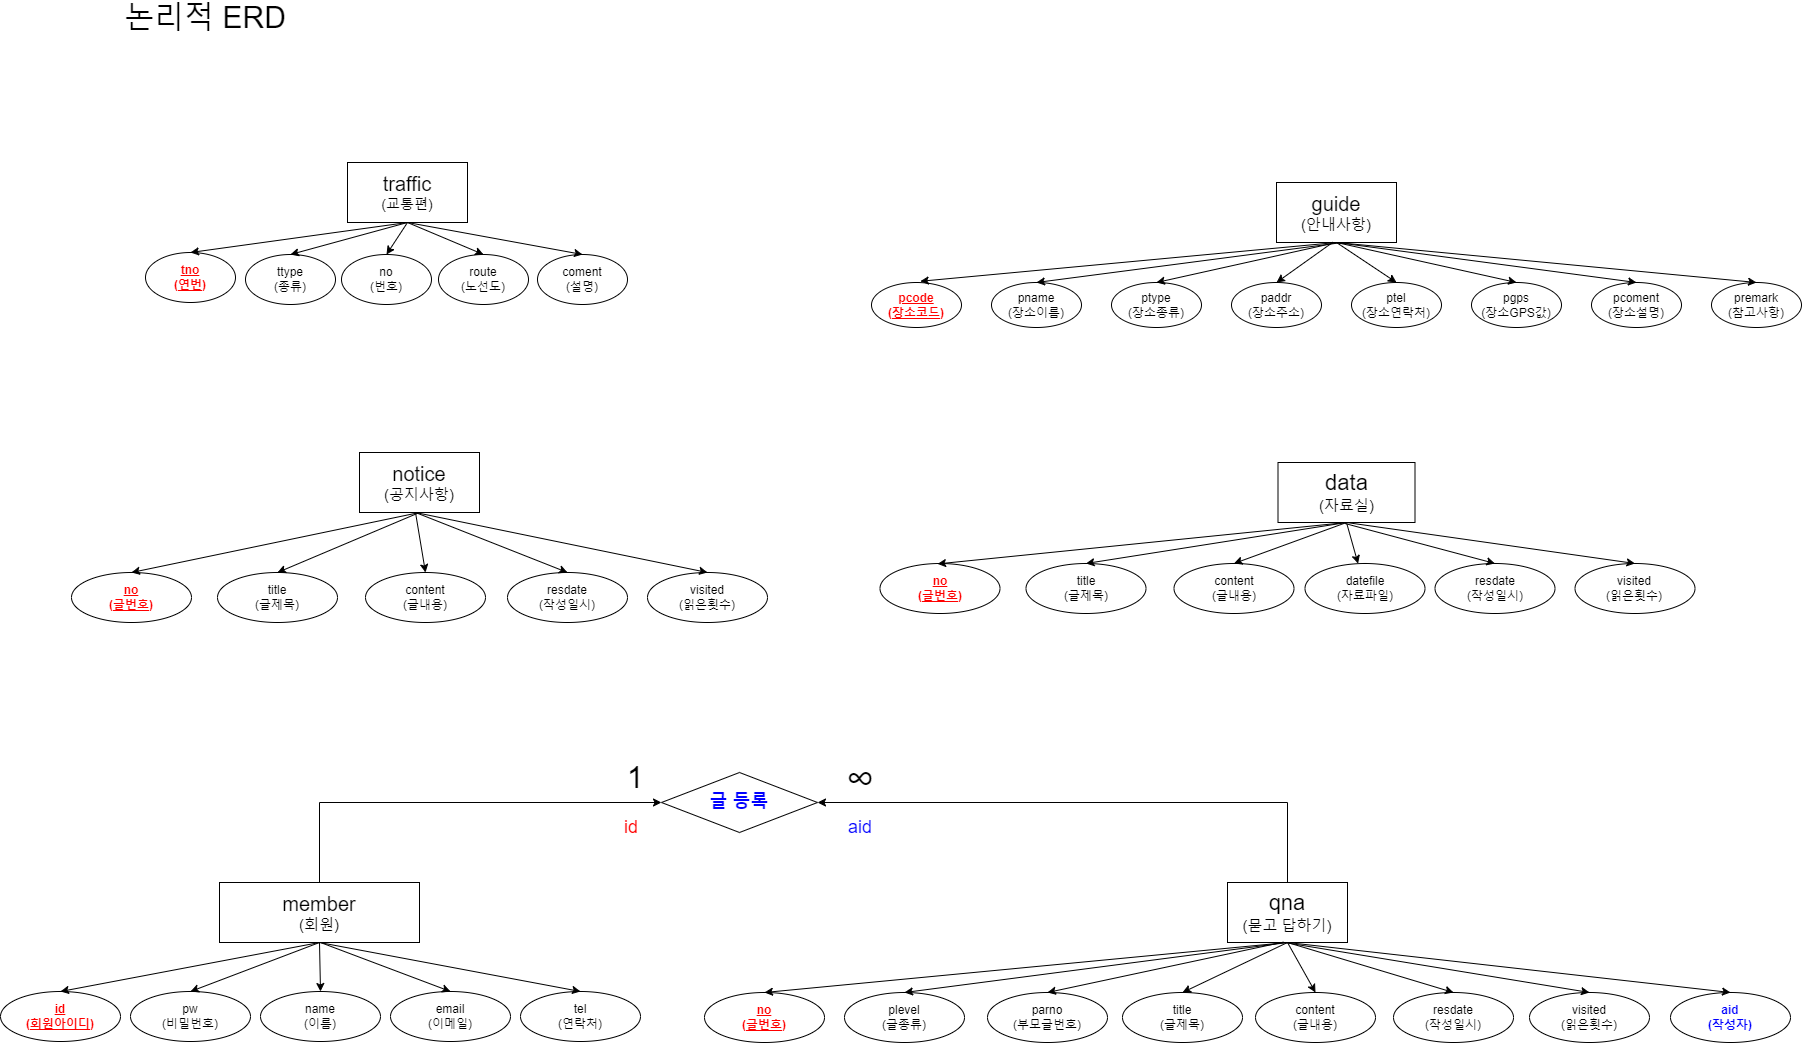 논리적 ERD
traffic
(교통편)
tno
(연번)
ttype
(종류)
no
(번호)
route
(노선도)
coment
(설명)
guide
(안내사항)
pcode
(장소코드)
pname
(장소이름)
ptype
(장소종류)
paddr
(장소주소)
ptel
(장소연락처)
pgps
(장소GPS값)
pcoment
(장소설명)
premark
(참고사항)
notice
(공지사항)
no
(글번호)
title
(글제목)
content
(글내용)
resdate
(작성일시)
visited
(읽은횟수)
data
(자료실)
no
(글번호)
title
(글제목)
content
(글내용)
datefile
(자료파일)
resdate
(작성일시)
visited
(읽은횟수)
1
글 등록
∞
id
aid
member
(회원)
id
(회원아이디)
pw
(비밀번호)
name
(이름)
email
(이메일)
tel
(연락처)
qna
(묻고 답하기)
no
(글번호)
plevel
(글종류)
parno
(부모글번호)
title
(글제목)
content
(글내용)
resdate
(작성일시)
visited
(읽은횟수)
aid
(작성자)